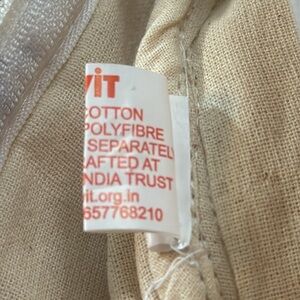 ViT
COTTON
POLYFIBRE
SEPARATELY
AFTED AT
NDIA TRUST
it.org.in
657768210